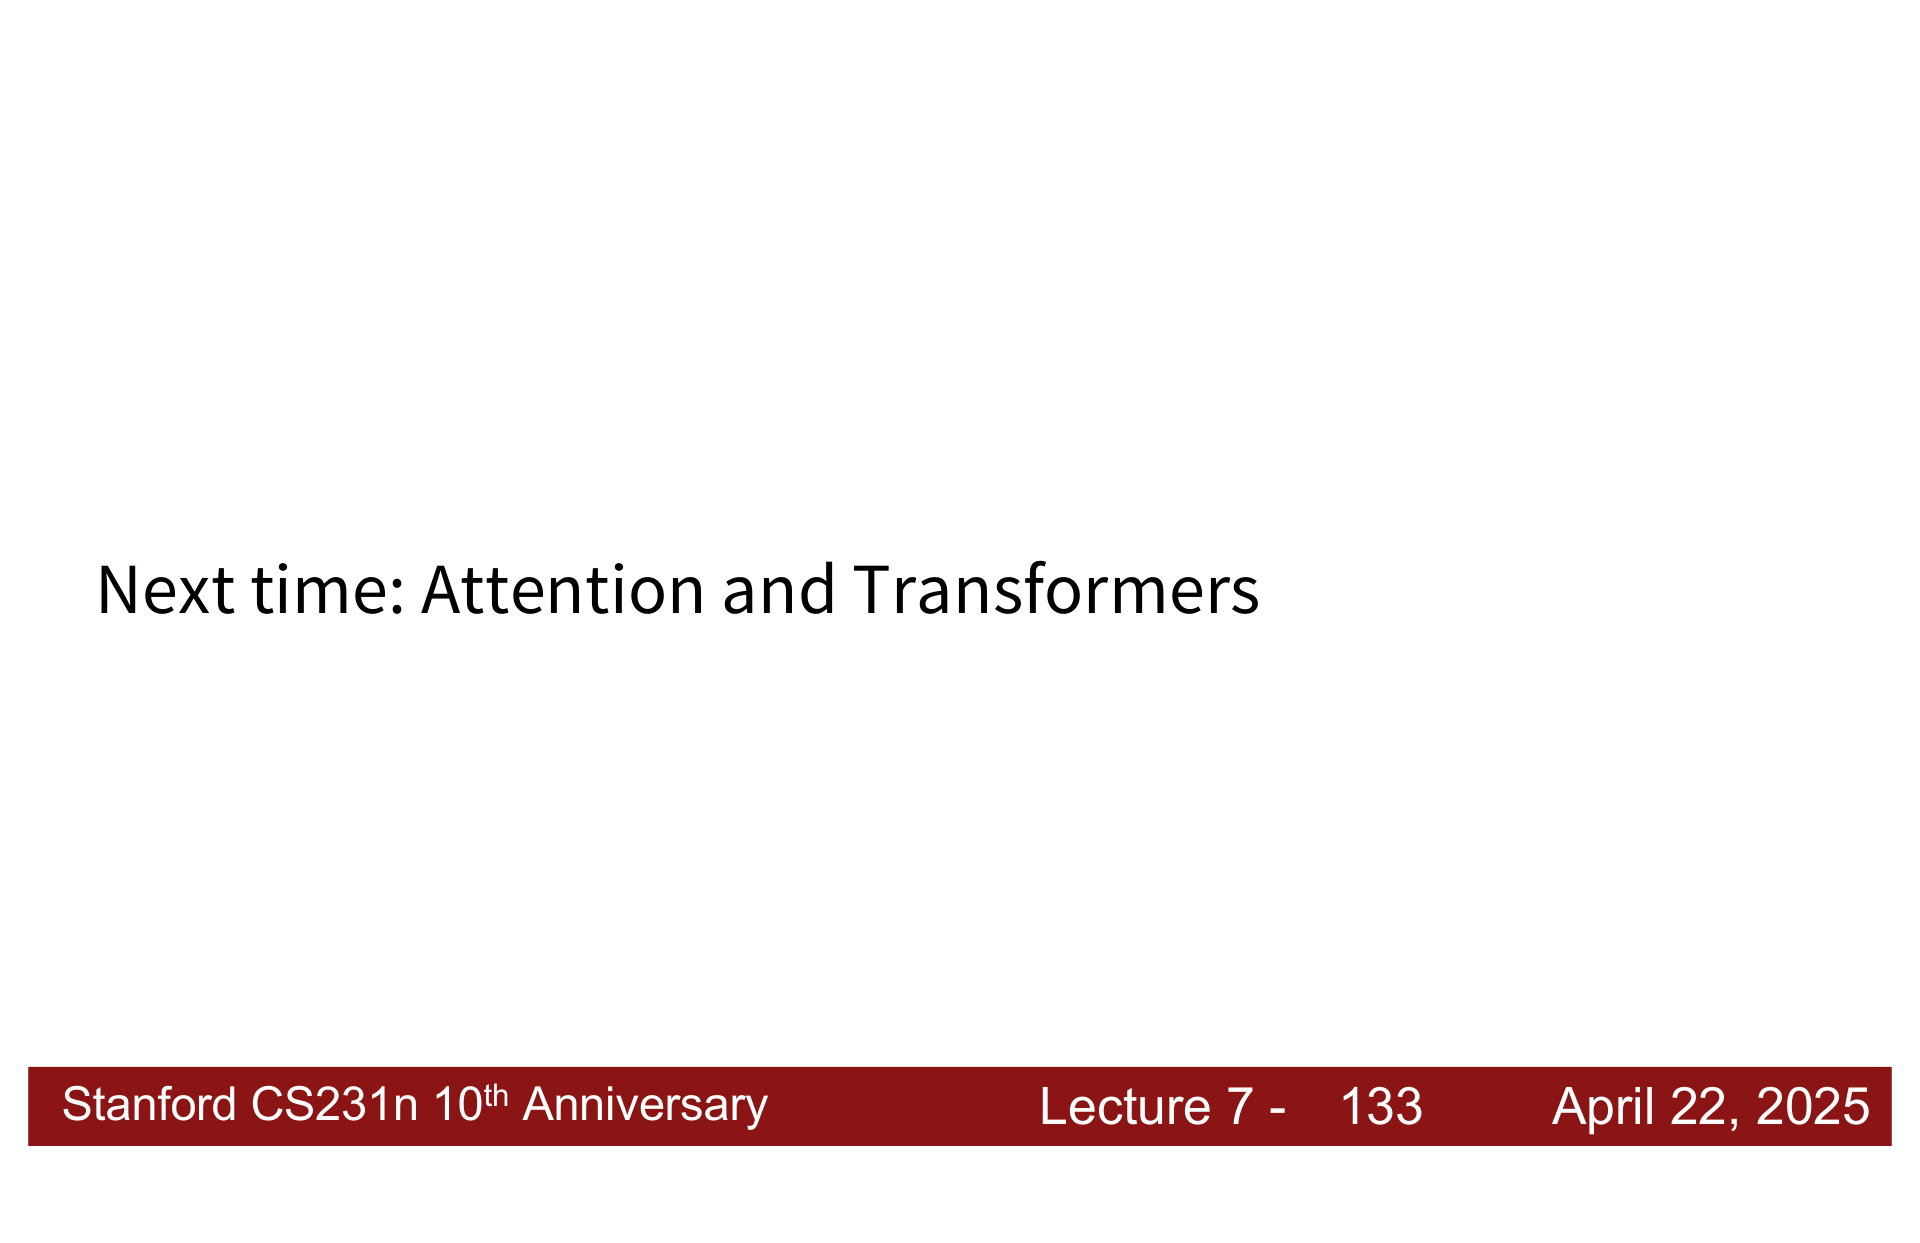 Next time: Attention and Transformers
Stanford CS231n 10th Anniversary Lecture 7 - 133 April 22, 2025